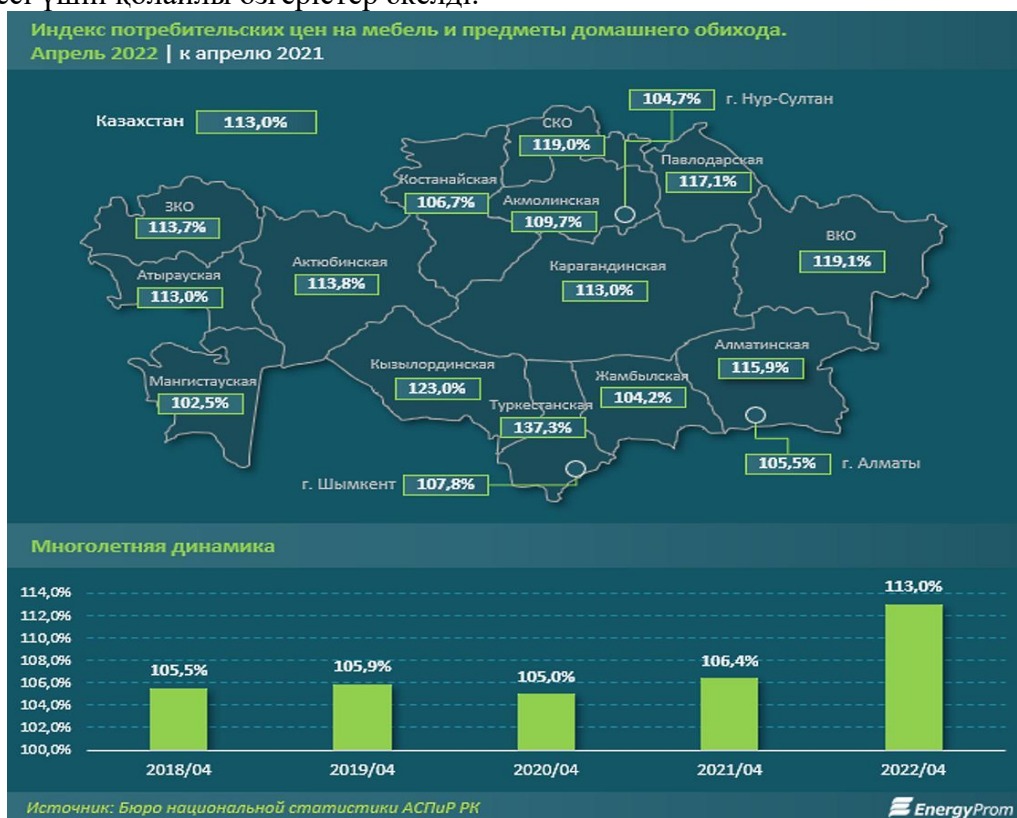 үшін қолайлы өзгерістер әкелді.
Индекс потребительских цен на мебель и предметы домашнего обихода.
Апрель 2022 | к апрелю 2021
104,7% г. Нур-Султан
Казахстан 113,0%
СКО
119,0%
Павлодарская
117,1%
Костанайская
106,7%
Акмолинская
109,7%
ЗКО
113,7%
ВКО
119,1%
Актюбинская
113,8%
Карагандинская
113,0%
Атырауская
113,0%
Алматинская
115,9%
Кызылординская
123,0%
Жамбылская
104,2%
Мангистауская
102,5%
Туркестанская
137,3%
105,5% г. Алматы
г. Шымкент 107,8%
Многолетняя динамика
114,0%
112,0%
110,0%
108,0%
106,0%
104,0%
102,0%
100,0%
105,5%
105,9%
105,0%
106,4%
113,0%
2018/04 2019/04 2020/04 2021/04 2022/04
Источник: Бюро национальной статистики АСПиР РК
EnergyProm